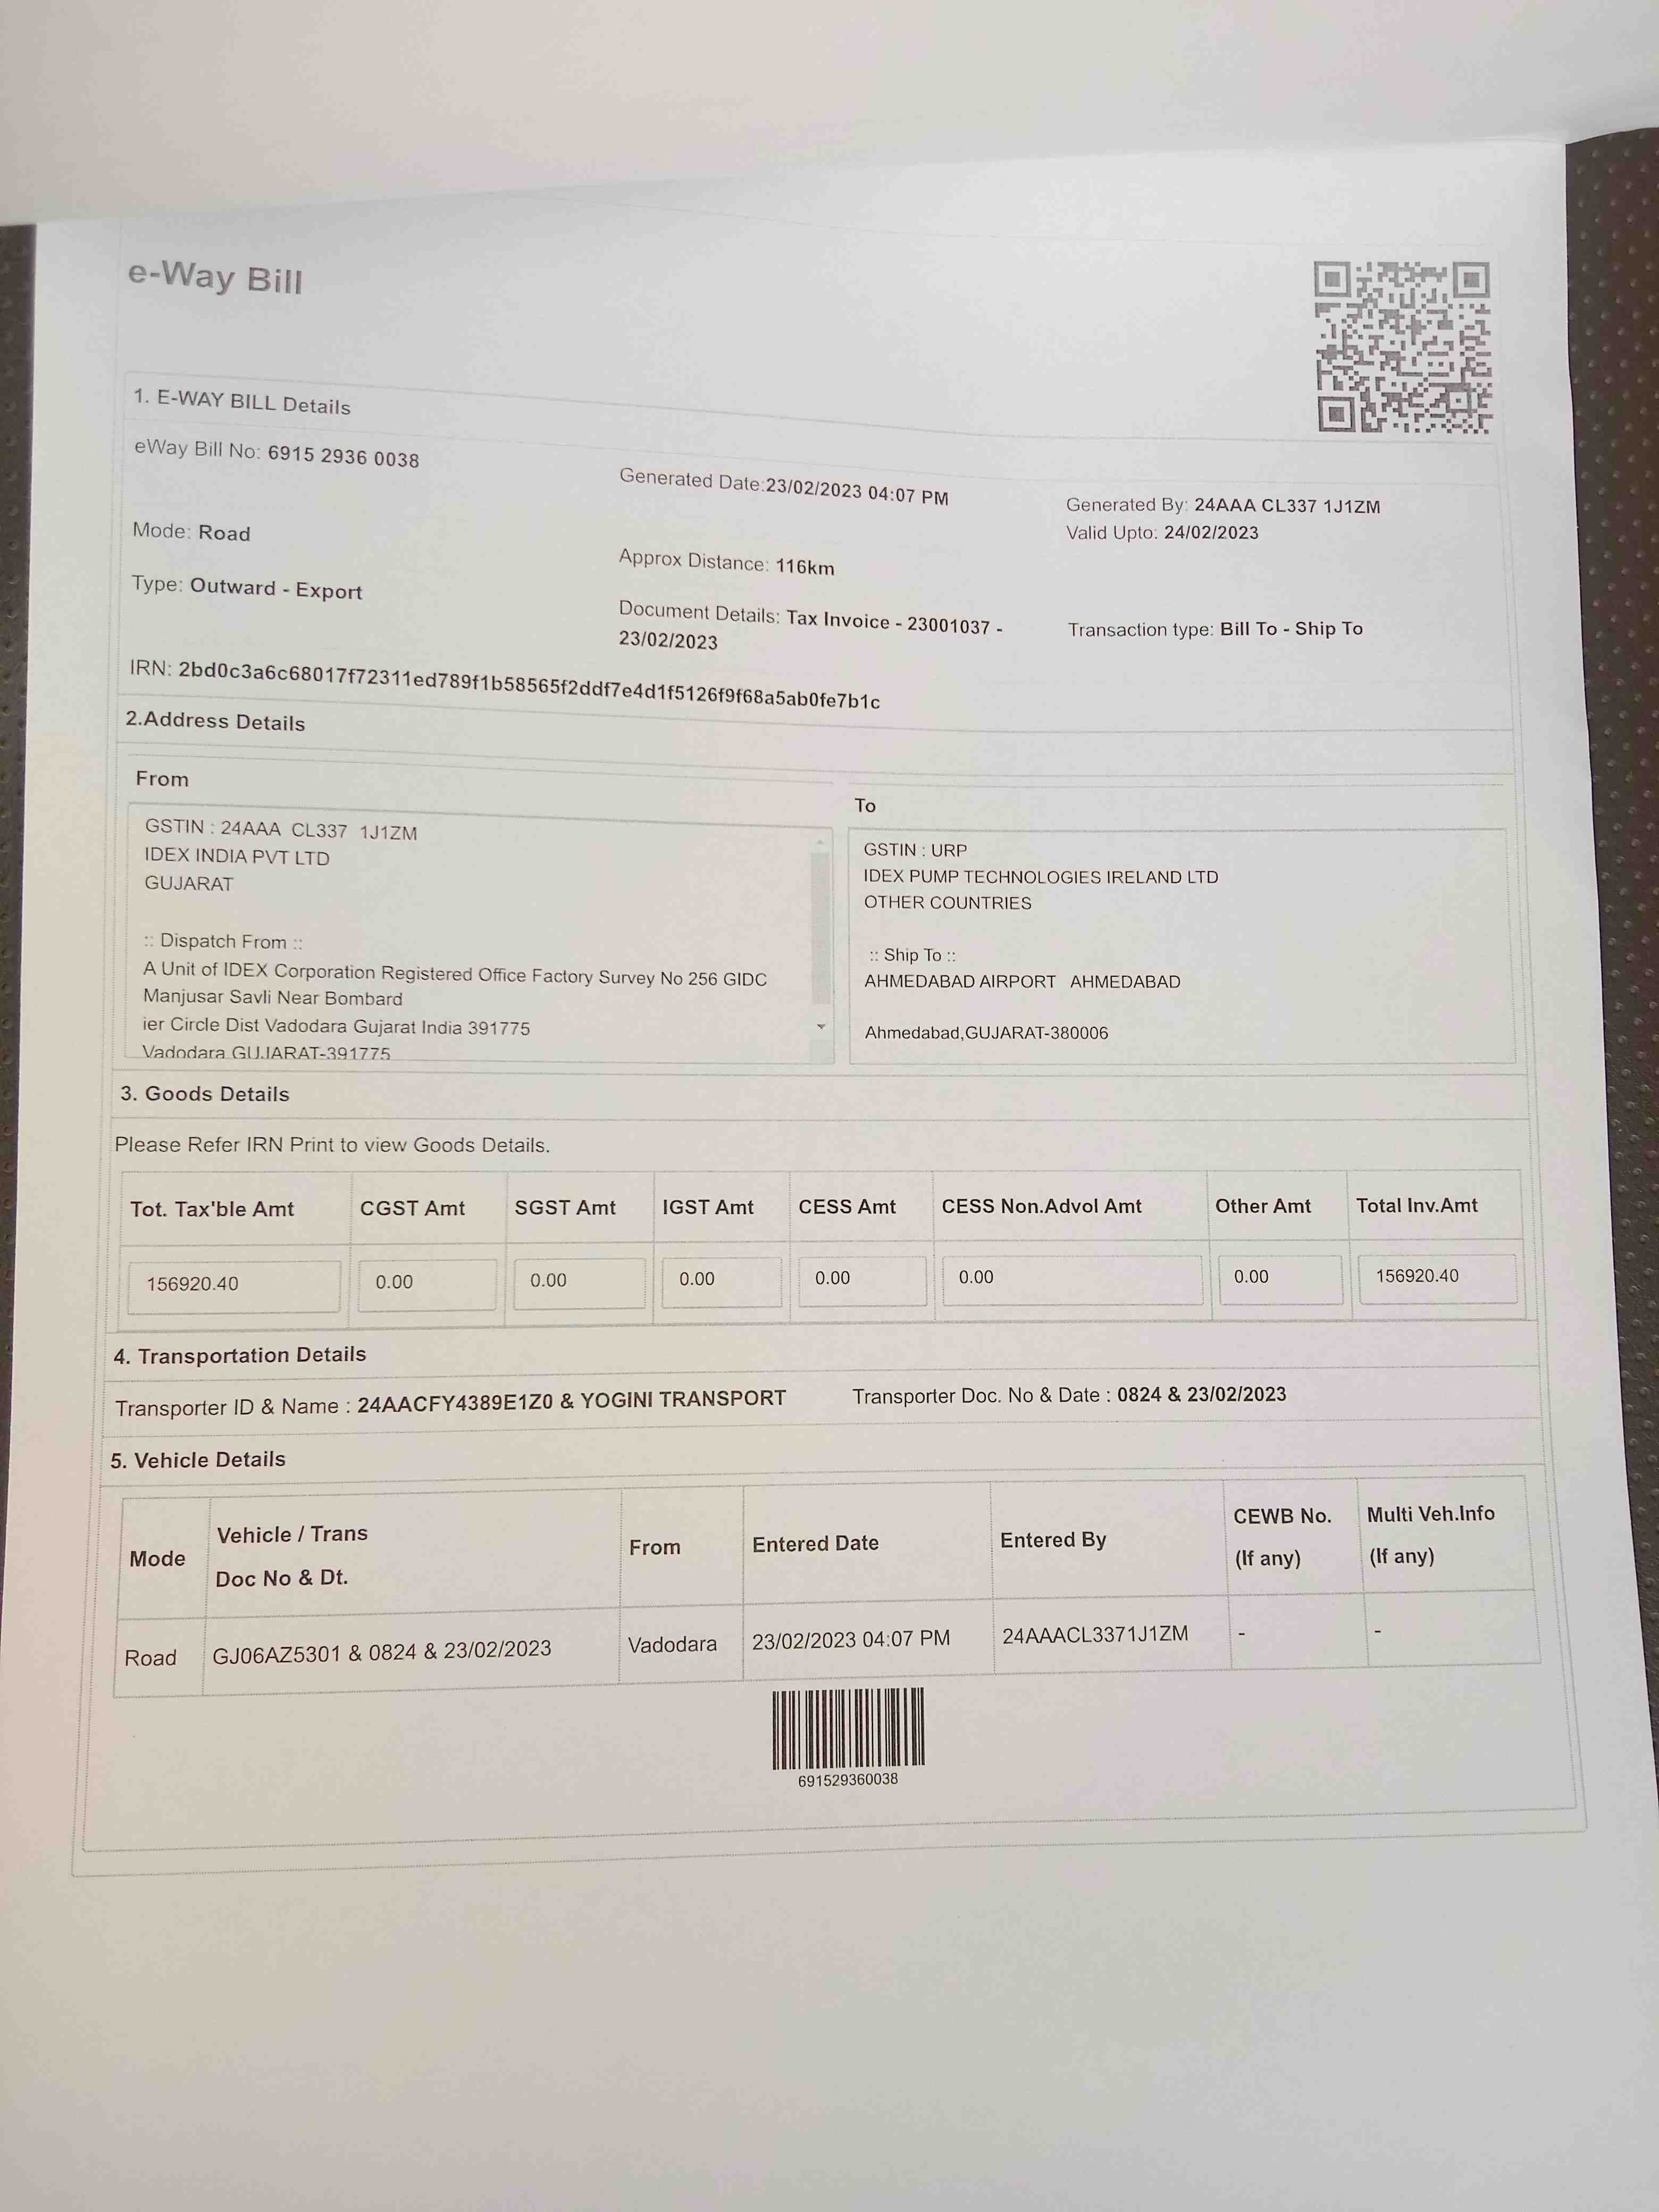 e-Way Bill
1. E-WAY BILL Details
eWay Bill No: 6915 2936 0038
Generated Date:23/02/2023 04:07 PM
Generated By: 24AAA CL337 1J1ZM
Valid Upto: 24/02/2023
Mode: Road
Approx Distance: 116km
Type: Outward - Export
Document Details: Tax Invoice - 23001037 -
23/02/2023
Transaction type: Bill To - Ship To
IRN: 2bd0c3a6c68017f72311ed789f1b58565f2ddf7e4d1f5126f9f68a5ab0fe7b1c
2.Address Details
From
GSTIN : 24AAA CL337 1J1ZM
IDEX INDIA PVT LTD
GUJARAT
:: Dispatch From ::
A Unit of IDEX Corporation Registered Office Factory Survey No 256 GIDC
Manjusar Savli Near Bombard
ier Circle Dist Vadodara Gujarat India 391775
Vadodara,GUJARAT-391775
To
GSTIN : URP
IDEX PUMP TECHNOLOGIES IRELAND LTD
OTHER COUNTRIES
:: Ship To ::
AHMEDABAD AIRPORT AHMEDABAD
Ahmedabad,GUJARAT-380006
3. Goods Details
Please Refer IRN Print to view Goods Details.
Tot. Tax'ble Amt CGST Amt SGST Amt IGST Amt CESS Amt CESS Non.Advol Amt Other Amt Total Inv.Amt
156920.40 0.00 0.00 0.00 0.00 0.00 0.00 156920.40
4. Transportation Details
Transporter ID & Name : 24AACFY4389E1Z0 & YOGINI TRANSPORT Transporter Doc. No & Date : 0824 & 23/02/2023
5. Vehicle Details
Mode Vehicle / Trans Doc No & Dt. From Entered Date Entered By CEWB No. (If any) Multi Veh.Info (If any)
Road GJ06AZ5301 & 0824 & 23/02/2023 Vadodara 23/02/2023 04:07 PM 24AAACL3371J1ZM - -
691529360038